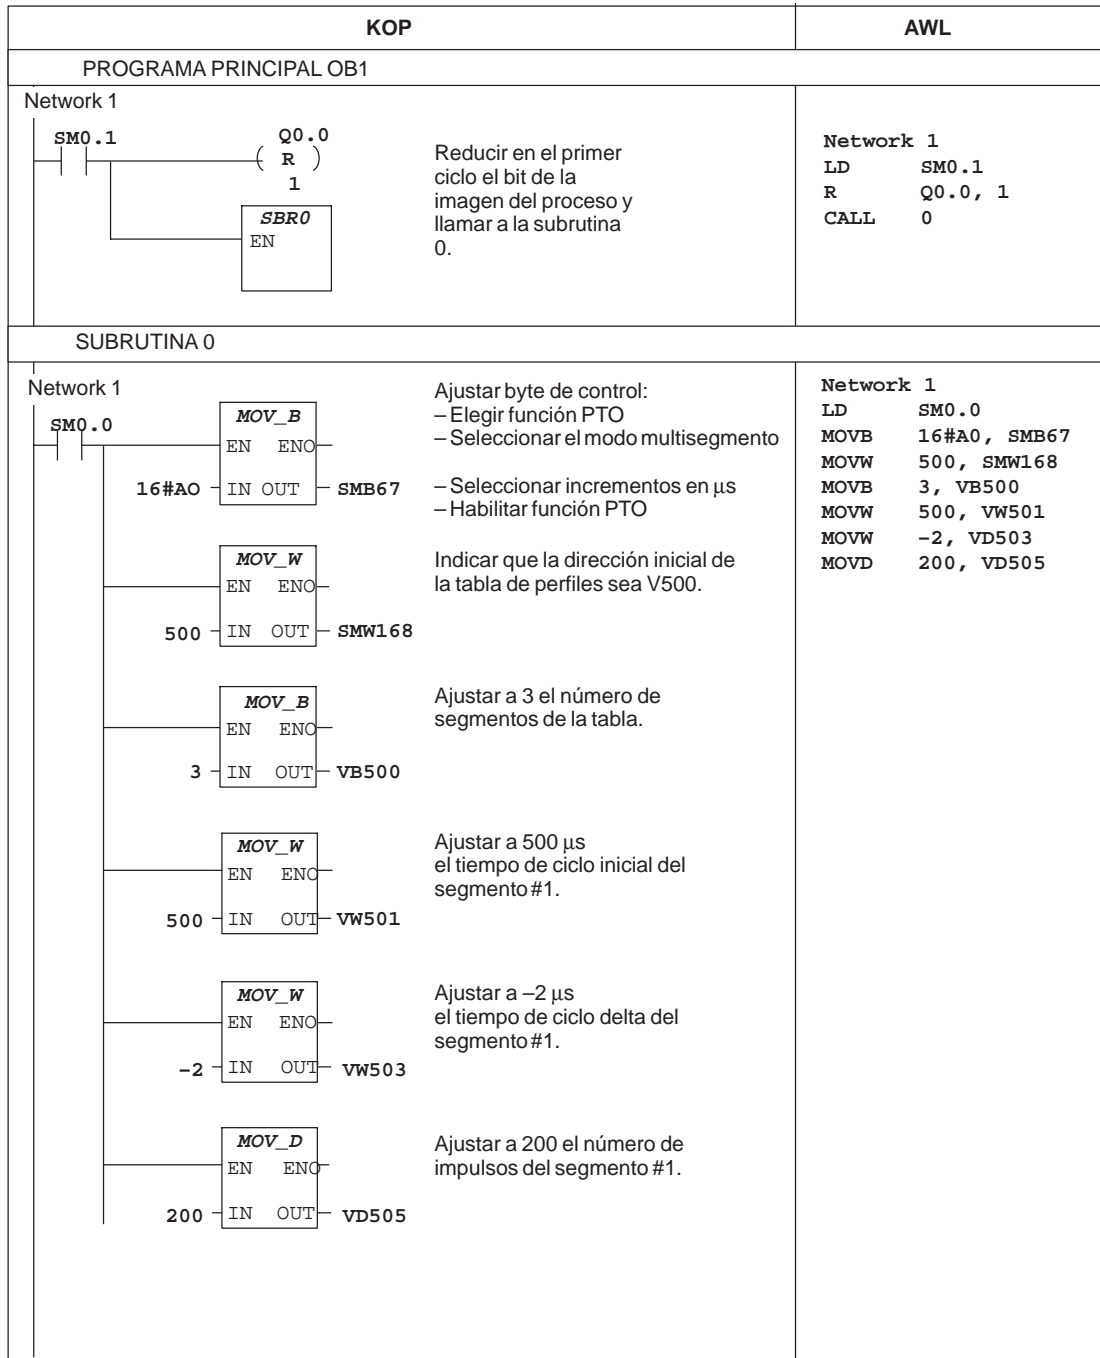 KOP
AWL
PROGRAMA PRINCIPAL OB1
Network 1
SM0.1
Q0.0
( R )
1
SBR0
EN
Reducir en el primer
ciclo el bit de la
imagen del proceso y
llamar a la subrutina
0.
Network 1
LD SM0.1
R Q0.0, 1
CALL 0
SUBRUTINA 0
Network 1
SM0.0
MOV_B
EN ENO
16#AO IN OUT SMB67
Ajustar byte de control:
– Elegir función PTO
– Seleccionar el modo multisegmento
– Seleccionar incrementos en µs
– Habilitar función PTO
MOV_W
EN ENO
500 IN OUT SMW168
Indicar que la dirección inicial de
la tabla de perfiles sea V500.
MOV_B
EN ENO
3 IN OUT VB500
Ajustar a 3 el número de
segmentos de la tabla.
MOV_W
EN ENO
500 IN OUT VW501
Ajustar a 500 µs
el tiempo de ciclo inicial del
segmento #1.
MOV_W
EN ENO
–2 IN OUT VW503
Ajustar a –2 µs
el tiempo de ciclo delta del
segmento #1.
MOV_D
EN ENO
200 IN OUT VD505
Ajustar a 200 el número de
impulsos del segmento #1.
Network 1
LD SM0.0
MOVB 16#A0, SMB67
MOVW 500, SMW168
MOVB 3, VB500
MOVW 500, VW501
MOVW –2, VD503
MOVD 200, VD505